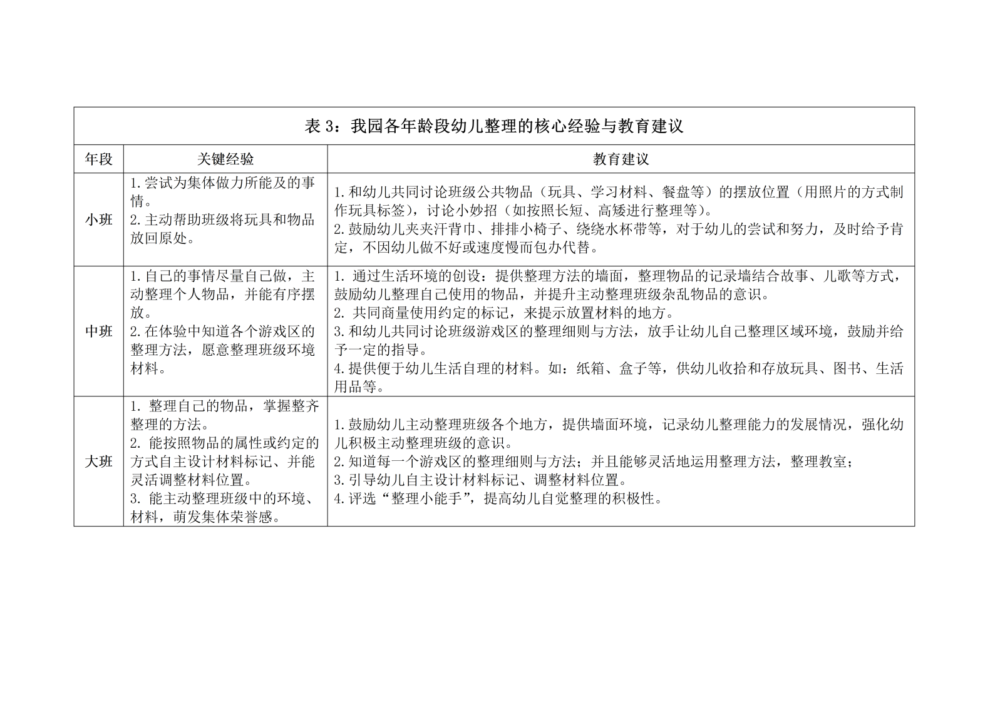 表 3：我园各年龄段幼儿整理的核心经验与教育建议
年段
关键经验
教育建议
小班
1.尝试为集体做力所能及的事
情。
2.主动帮助班级将玩具和物品
放回原处。
1.和幼儿共同讨论班级公共物品（玩具、学习材料、餐盘等）的摆放位置（用照片的方式制
作玩具标签），讨论小妙招（如按照长短、高矮进行整理等）。
2.鼓励幼儿夹夹汗背巾、排排小椅子、绕绕水杯带等，对于幼儿的尝试和努力，及时给予肯
定，不因幼儿做不好或速度慢而包办代替。
中班
1.自己的事情尽量自己做，主
动整理个人物品，并能有序摆
放。
2.在体验中知道各个游戏区的
整理方法，愿意整理班级环境
材料。
1. 通过生活环境的创设：提供整理方法的墙面，整理物品的记录墙结合故事、儿歌等方式，
鼓励幼儿整理自己使用的物品，并提升主动整理班级杂乱物品的意识。
2. 共同商量使用约定的标记，来提示放置材料的地方。
3.和幼儿共同讨论班级游戏区的整理细则与方法，放手让幼儿自己整理区域环境，鼓励并给
予一定的指导。
4.提供便于幼儿生活自理的材料。如：纸箱、盒子等，供幼儿收拾和存放玩具、图书、生活
用品等。
大班
1. 整理自己的物品，掌握整齐
整理的方法。
2. 能按照物品的属性或约定的
方式自主设计材料标记、并能
灵活调整材料位置。
3. 能主动整理班级中的环境、
材料，萌发集体荣誉感。
1.鼓励幼儿主动整理班级各个地方，提供墙面环境，记录幼儿整理能力的发展情况，强化幼
儿积极主动整理班级的意识。
2.知道每一个游戏区的整理细则与方法；并且能够灵活地运用整理方法，整理教室；
3.引导幼儿自主设计材料标记、调整材料位置。
4.评选“整理小能手”，提高幼儿自觉整理的积极性。